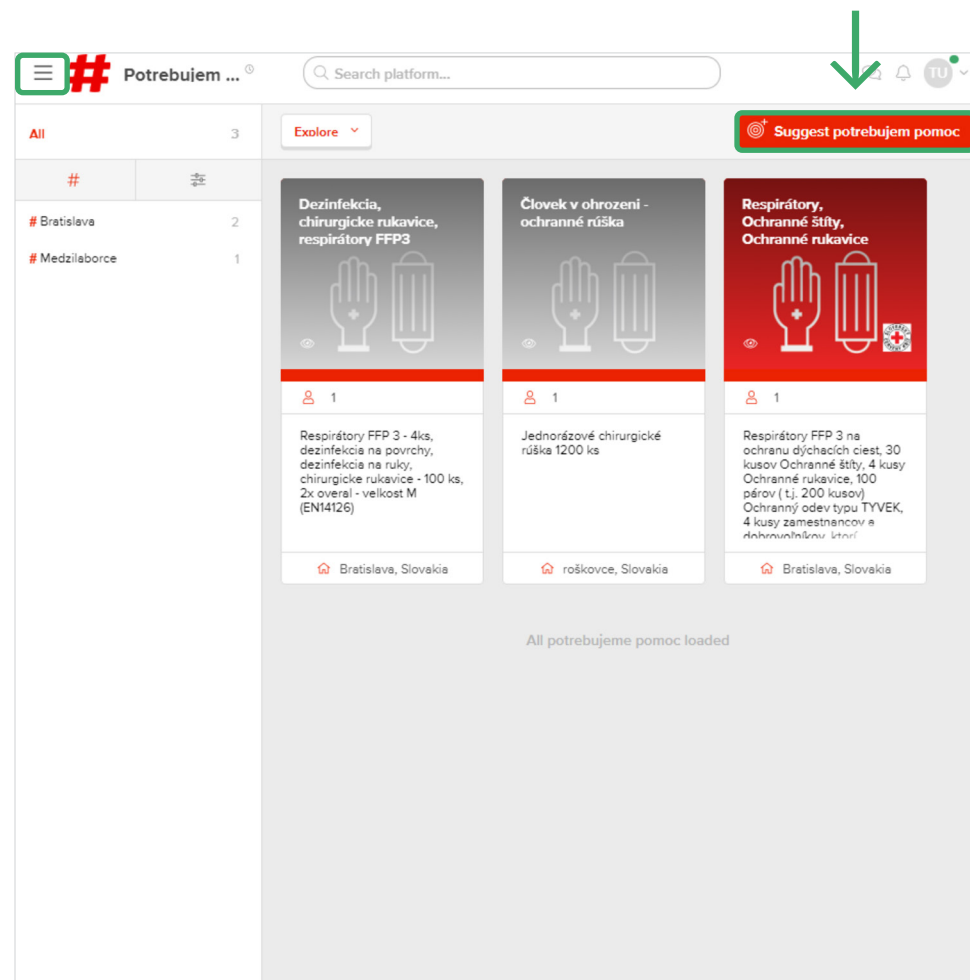 # Potrebujem ...
Search platform...
TU
All 3
Explore
Suggest potrebujem pomoc
#
# Bratislava 2
# Medzilaborce 1
Dezinfekcia,
chirurgicke rukavice,
respirátory FFP3
1
Respirátory FFP 3 - 4ks,
dezinfekcia na povrchy,
dezinfekcia na ruky,
chirurgicke rukavice - 100 ks,
2x overal - velkost M
(EN14126)
Bratislava, Slovakia
Človek v ohrozeni -
ochranné rúška
1
Jednorázové chirurgické
rúška 1200 ks
roškovce, Slovakia
Respirátory,
Ochranné štíty,
Ochranné rukavice
1
Respirátory FFP 3 na
ochranu dýchacích ciest, 30
kusov Ochranné štíty, 4 kusy
Ochranné rukavice, 100
párov ( t.j. 200 kusov)
Ochranný odev typu TYVEK,
4 kusy zamestnancov a
dobrovoľníkov, ktorí
Bratislava, Slovakia
All potrebujeme pomoc loaded